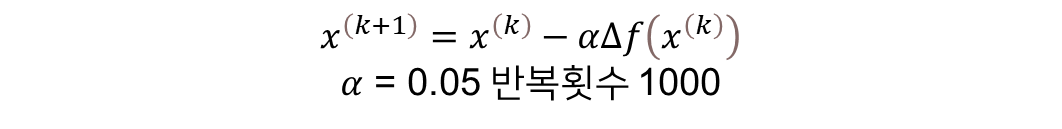 x^(k+1) = x^(k) − αΔf(x^(k))
α = 0.05 반복횟수 1000